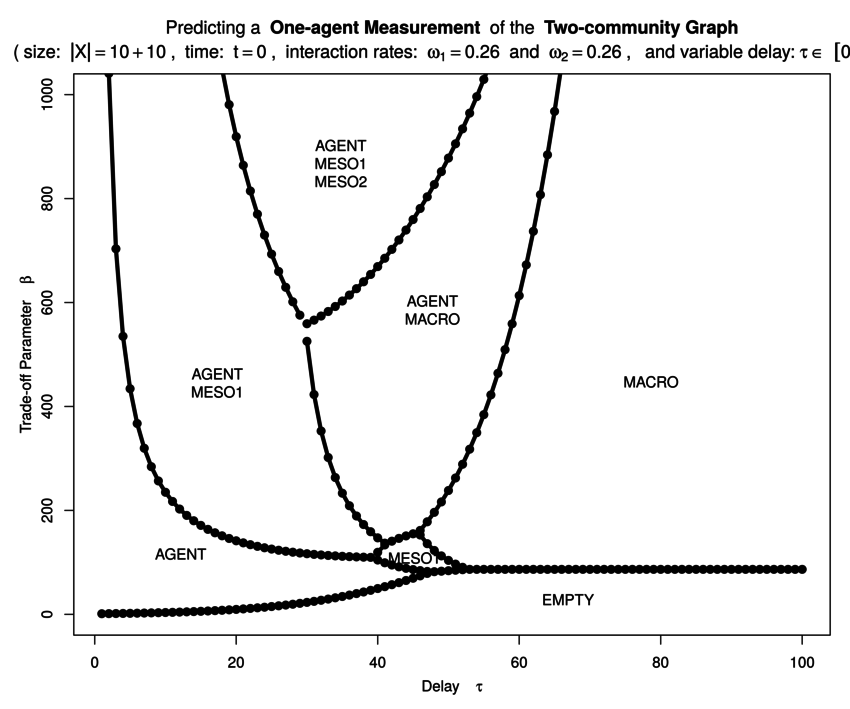 Predicting a One-agent Measurement of the Two-community Graph
( size: |X| = 10 + 10 , time: t = 0 , interaction rates: ω1 = 0.26 and ω2 = 0.26 , and variable delay: τ ∈ [0
1000
800
600
400
200
0
Trade-off Parameter β
AGENT
MESO1
MESO2
AGENT
MACRO
AGENT
MESO1
MACRO
AGENT
MESO1
EMPTY
0 20 40 60 80 100
Delay τ